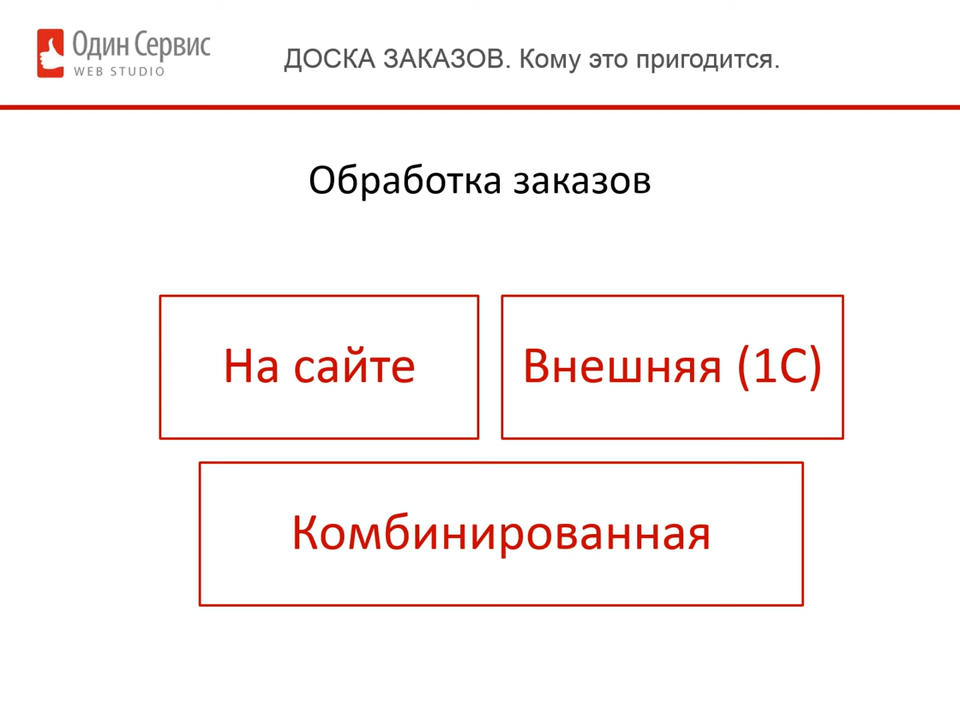 Один Сервис
WEB STUDIO
ДОСКА ЗАКАЗОВ. Кому это пригодится.
Обработка заказов
На сайте
Внешняя (1С)
Комбинированная